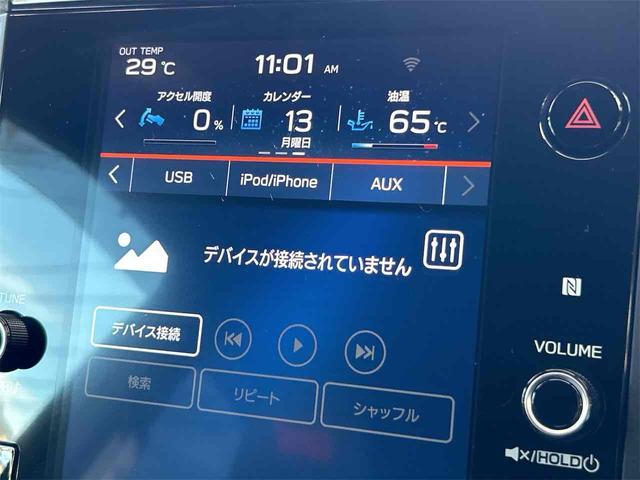 OUT TEMP
29℃
11:01 AM
アクセル開度
0 %
カレンダー
13
月曜日
油温
65℃
USB
iPod/iPhone
AUX
デバイスが接続されていません
TUNE
デバイス接続
検索
リピート
シャッフル
VOLUME
/HOLD